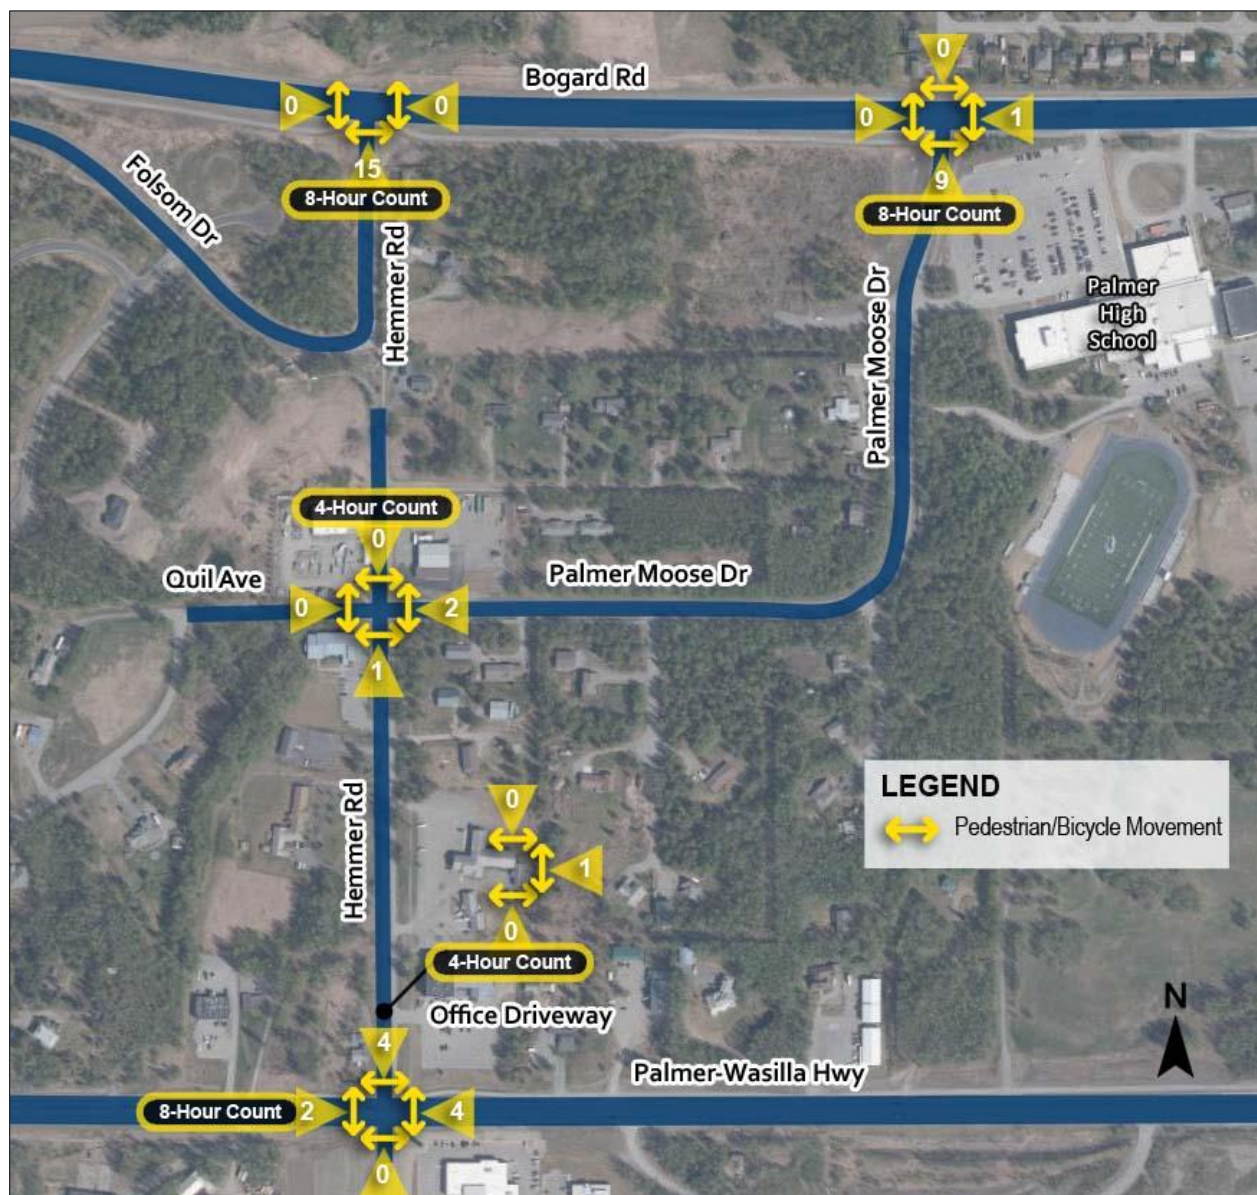 Bogard Rd
0
0
0
0
1
15
8-Hour Count
9
8-Hour Count
Folsom Dr
Hemmer Rd
Palmer Moose Dr
Palmer
High
School
4-Hour Count
0
Quil Ave
Palmer Moose Dr
0
2
1
Hemmer Rd
LEGEND
Pedestrian/Bicycle Movement
0
1
0
4-Hour Count
Office Driveway
N
4
Palmer-Wasilla Hwy
8-Hour Count
2
4
0